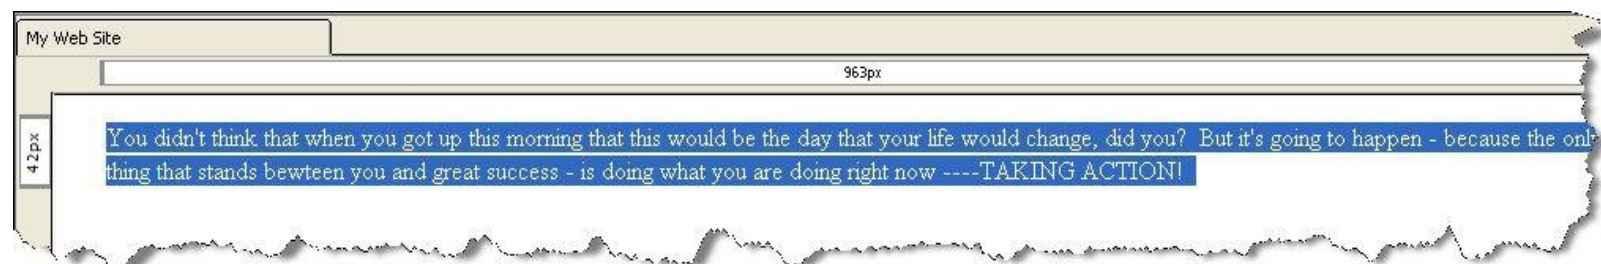 My Web Site
963px
42px
You didn't think that when you got up this morning that this would be the day that your life would change, did you?  But it's going to happen - because the only
thing that stands bewteen you and great success - is doing what you are doing right now ----TAKING ACTION!